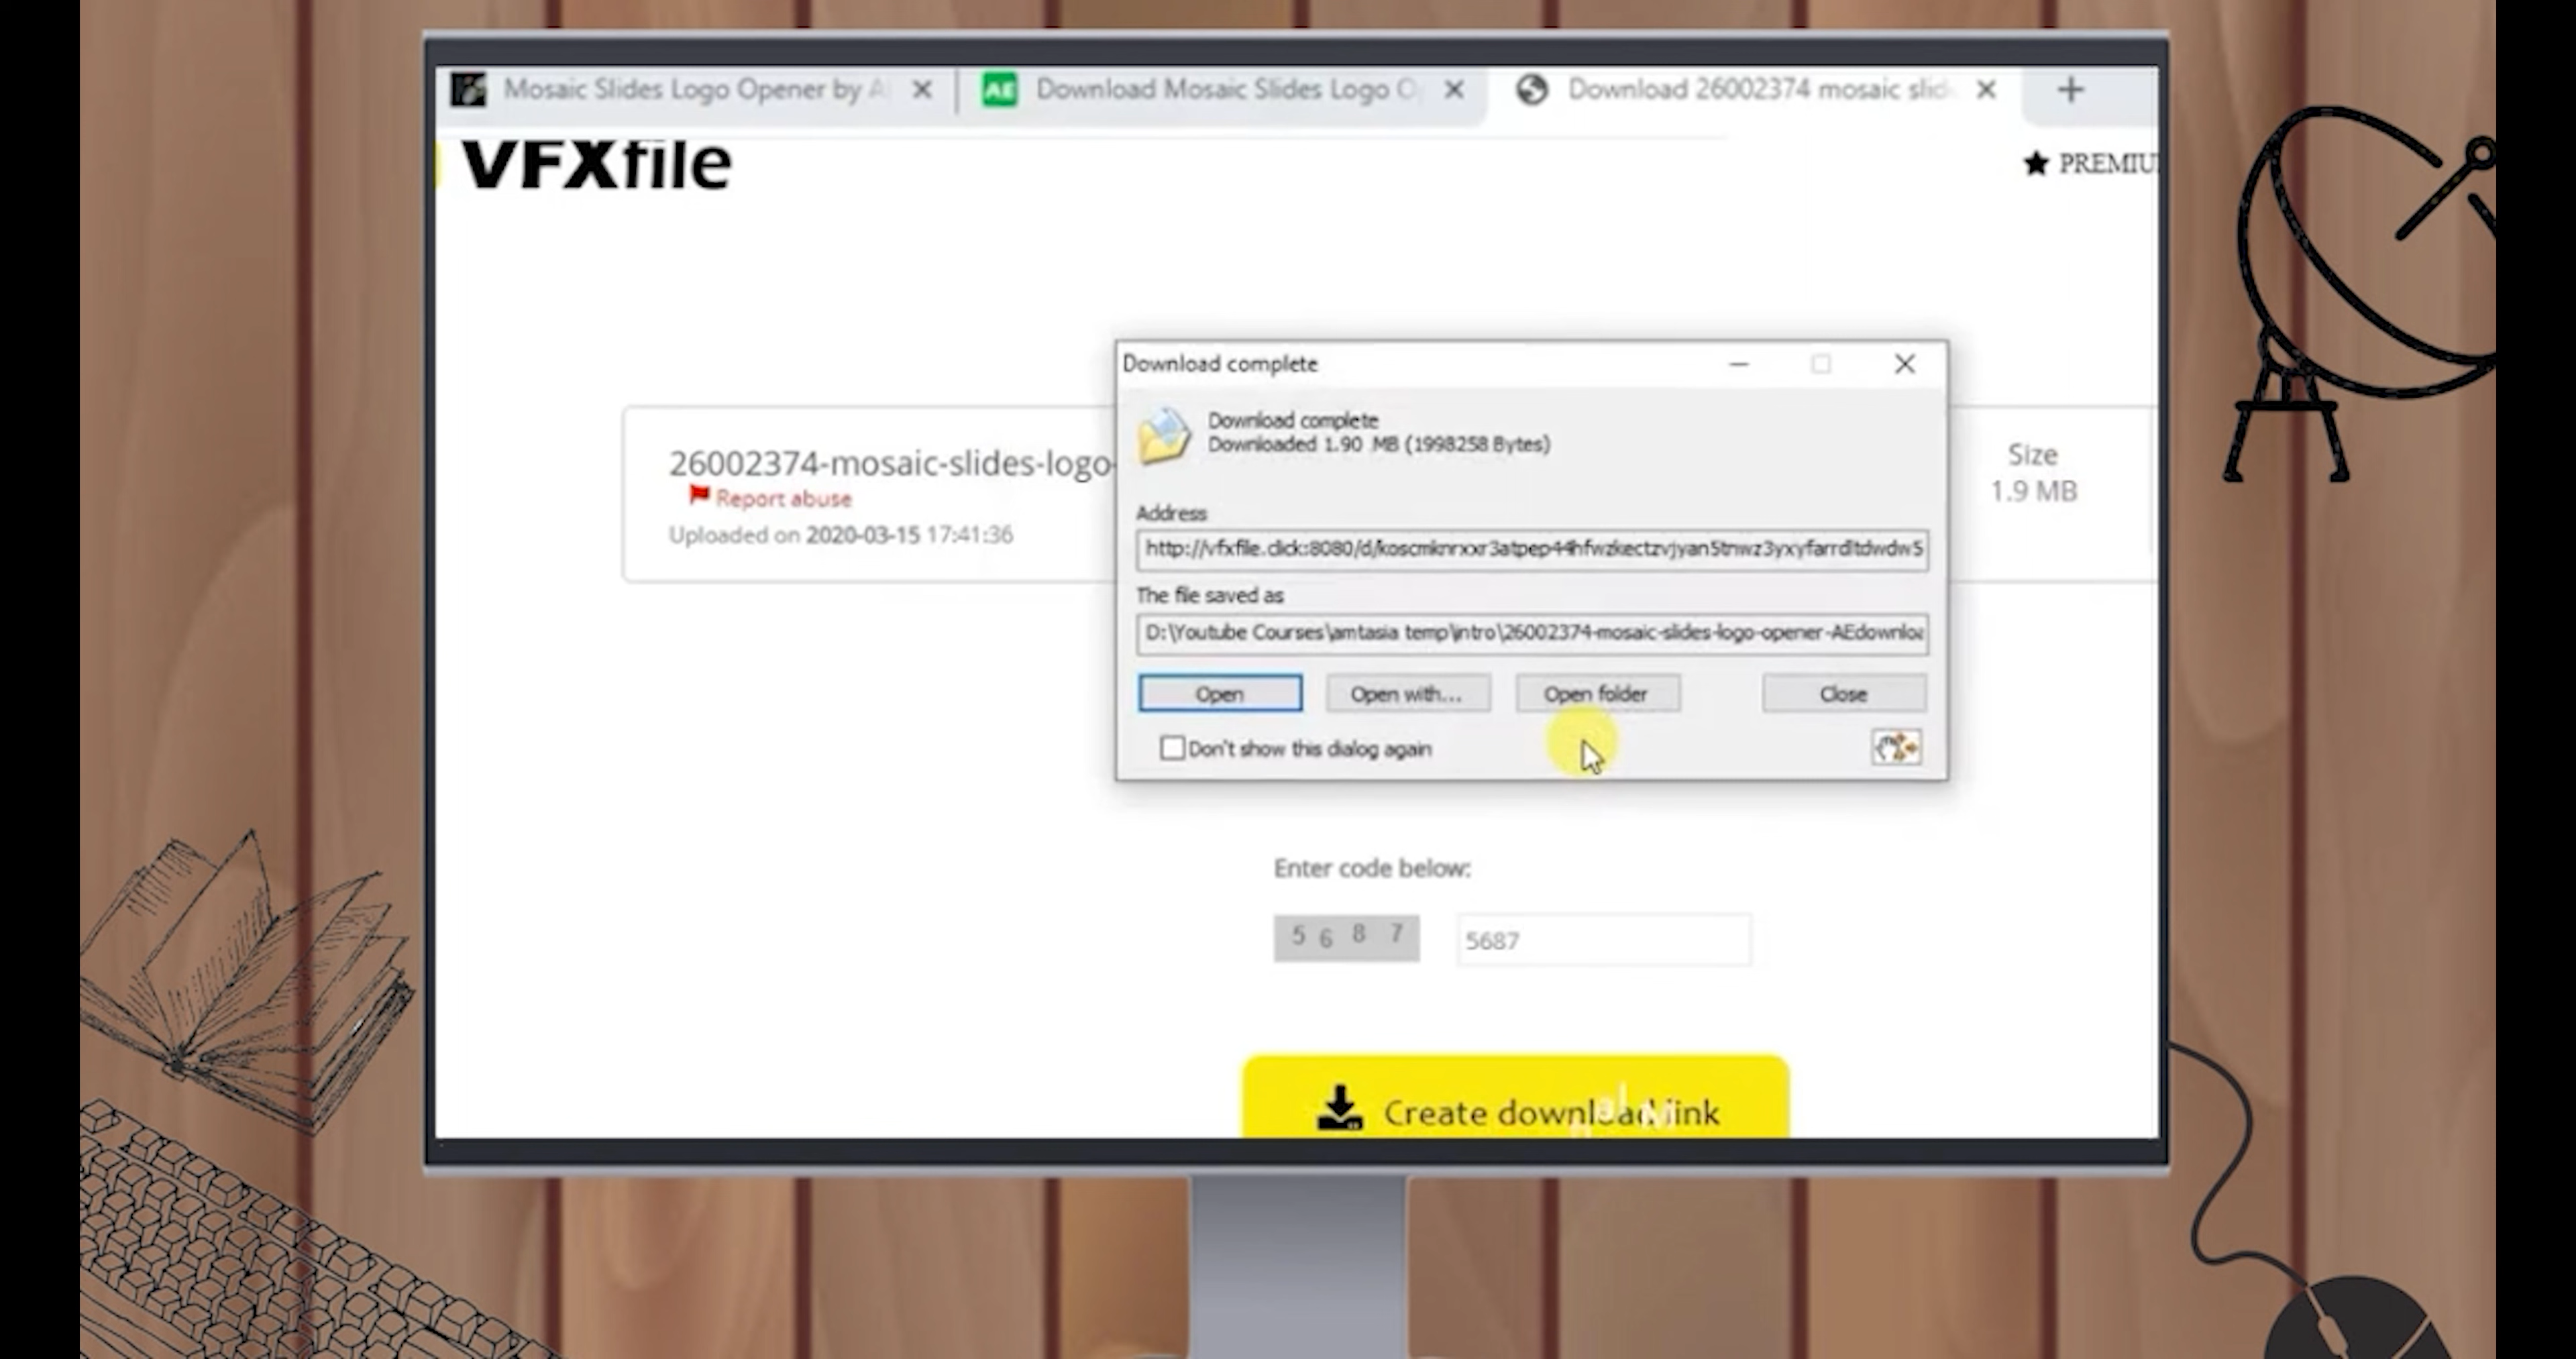 Mosaic Slides Logo Opener by A
Download Mosaic Slides Logo O
Download 26002374 mosaic slid
VFXfile
PREMIU
Download complete
Download complete
Downloaded 1.90 MB (1998258 Bytes)
26002374-mosaic-slides-logo-
Report abuse
Uploaded on 2020-03-15 17:41:36
Size
1.9 MB
Address
The file saved as
D:\Youtube Courses\amtasia temp\intro\26002374-mosaic-slides-logo-opener-AEdownloa
Open
Open with...
Open folder
Close
Don't show this dialog again
Enter code below:
5 6 8 7
5687
Create download link